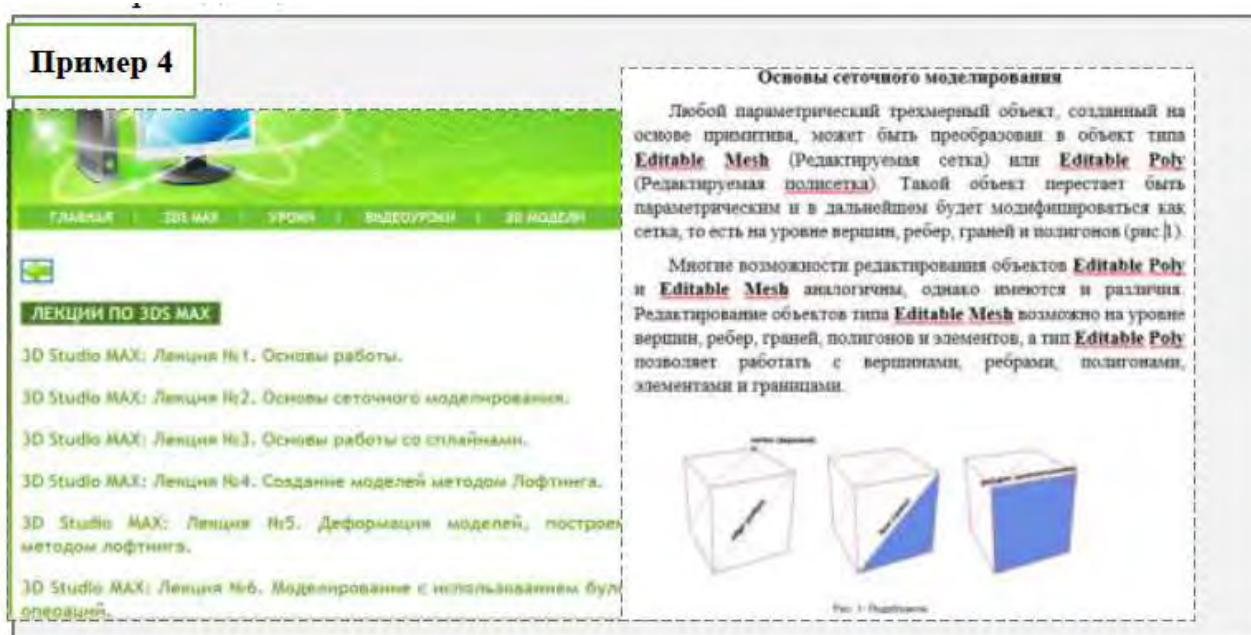 Пример 4
ГЛАВНАЯ | 3DS MAX | УРОКИ | ВИДЕОУРОКИ | 3D МОДЕЛИ
ЛЕКЦИИ ПО 3DS MAX
3D Studio MAX: Лекция №1. Основы работы.
3D Studio MAX: Лекция №2. Основы сеточного моделирования.
3D Studio MAX: Лекция №3. Основы работы со сплайнами.
3D Studio MAX: Лекция №4. Создание моделей методом Лофтинга.
3D Studio MAX: Лекция №5. Деформация моделей, построен
методом лофтинга.
3D Studio MAX: Лекция №6. Моделирование с использованием бул
операций.
Основы сеточного моделирования
Любой параметрический трехмерный объект, созданный на
основе примитива, может быть преобразован в объект типа
Editable Mesh (Редактируемая сетка) или Editable Poly
(Редактируемая полисетка). Такой объект перестает быть
параметрическим и в дальнейшем будет модифицироваться как
сетка, то есть на уровне вершин, ребер, граней и полигонов (рис.1).
Многие возможности редактирования объектов Editable Poly
и Editable Mesh аналогичны, однако имеются и различия.
Редактирование объектов типа Editable Mesh возможно на уровне
вершин, ребер, граней, полигонов и элементов, а тип Editable Poly
позволяет работать с вершинами, ребрами, полигонами,
элементами и границами.
Рис. 1. Подобъекты